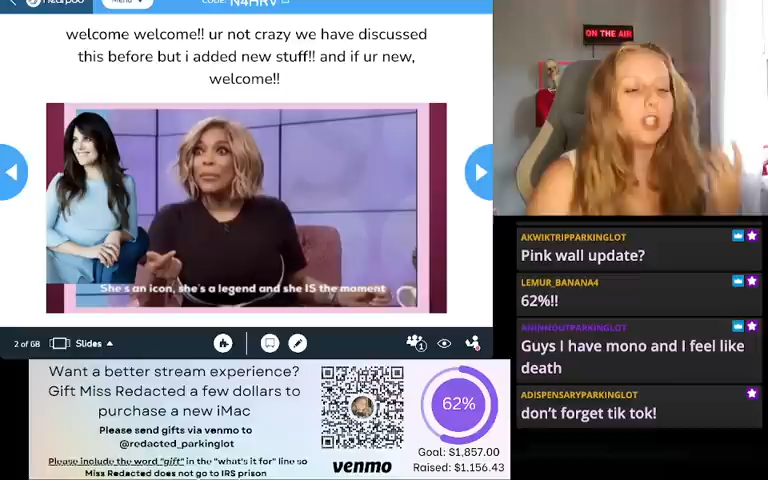 Menu
CODE: N4HRV
welcome welcome!! ur not crazy we have discussed
this before but i added new stuff!! and if ur new,
welcome!!
She's an icon, she's a legend and she IS the moment
2 of 68
Slides
1
ON THE AIR
AKWIKTRIPPARKINGLOT
Pink wall update?
LEMUR_BANANA4
62%!!
Guys I have mono and I feel like
death
ADISPENSARYPARKINGLOT
don't forget tik tok!
Want a better stream experience?
Gift Miss Redacted a few dollars to
purchase a new iMac
Please send gifts via venmo to
@redacted_parkinglot
Please include the word "gift" in the "what's it for" line so
Miss Redacted does not go to IRS prison
venmo
62%
Goal: $1,857.00
Raised: $1,156.43